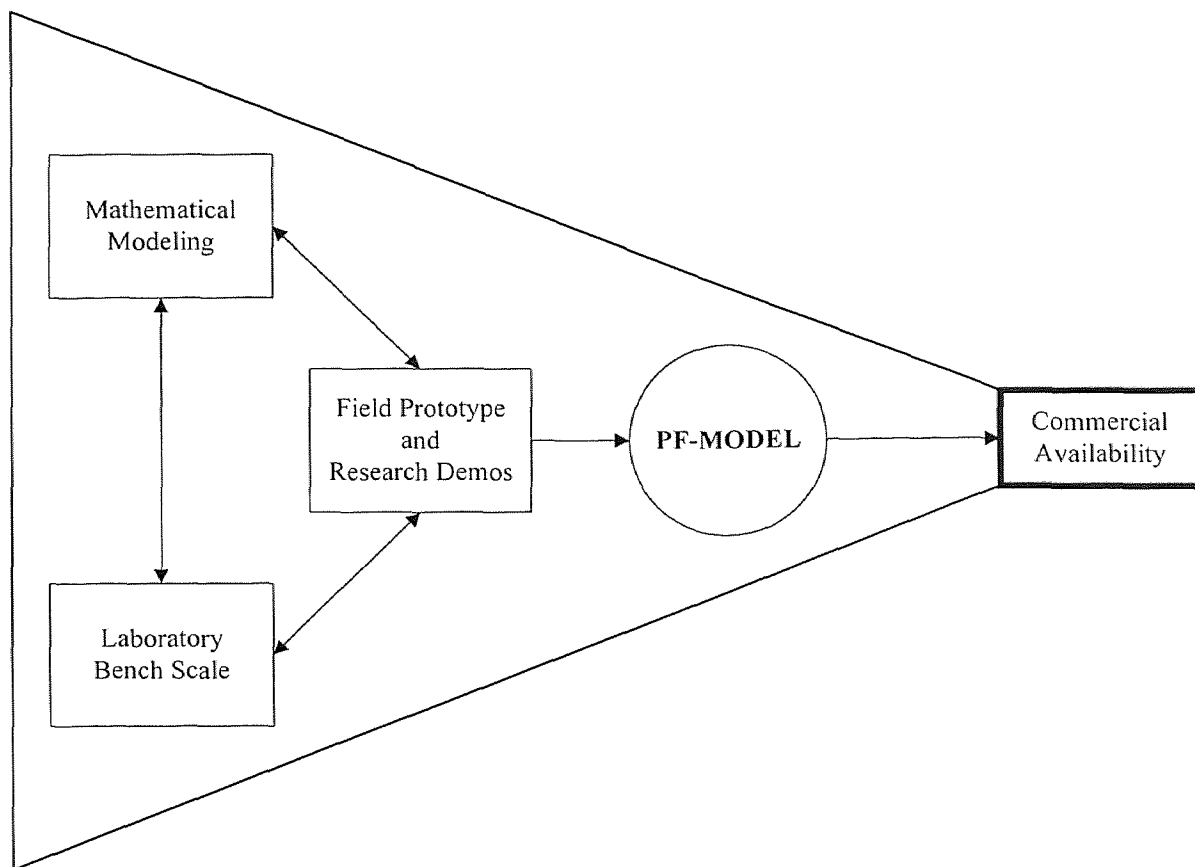 Mathematical
Modeling
Field Prototype
and
Research Demos
PF-MODEL
Commercial
Availability
Laboratory
Bench Scale